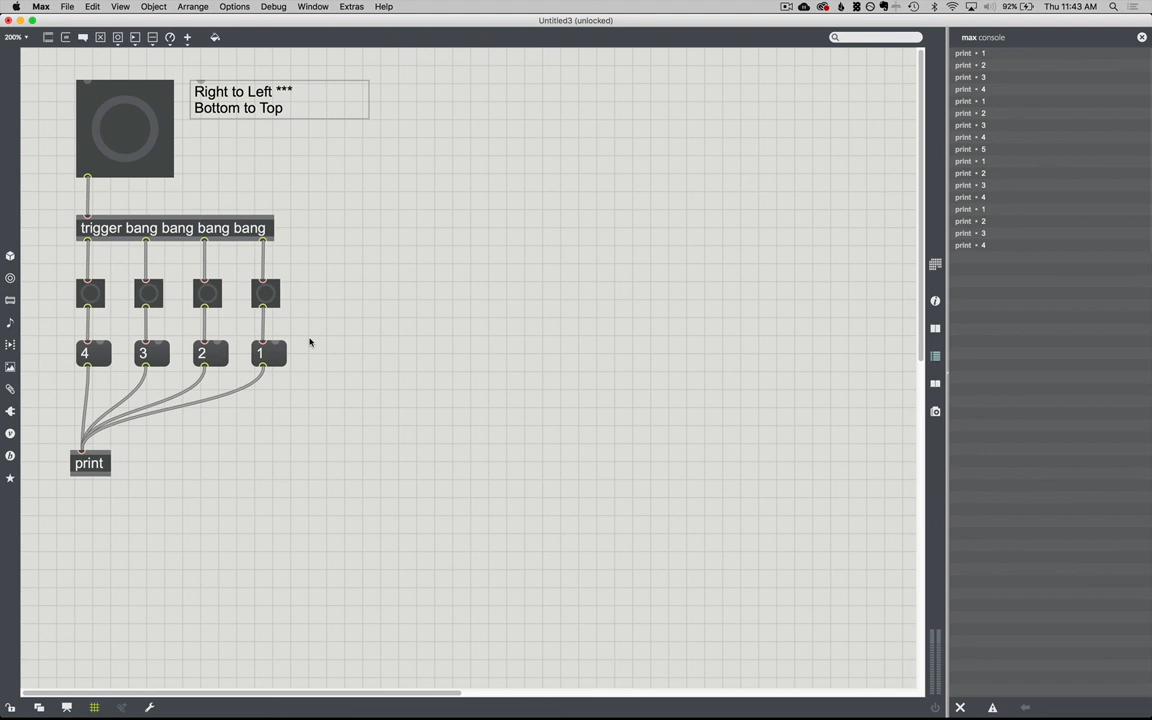 Max File Edit View Object Arrange Options Debug Window Extras Help
92% Thu 11:43 AM
Untitled3 (unlocked)
200%
max console
Right to Left ***
Bottom to Top
trigger bang bang bang bang
4 3 2 1
print
print • 1
print • 2
print • 3
print • 4
print • 1
print • 2
print • 3
print • 4
print • 5
print • 1
print • 2
print • 3
print • 4
print • 1
print • 2
print • 3
print • 4